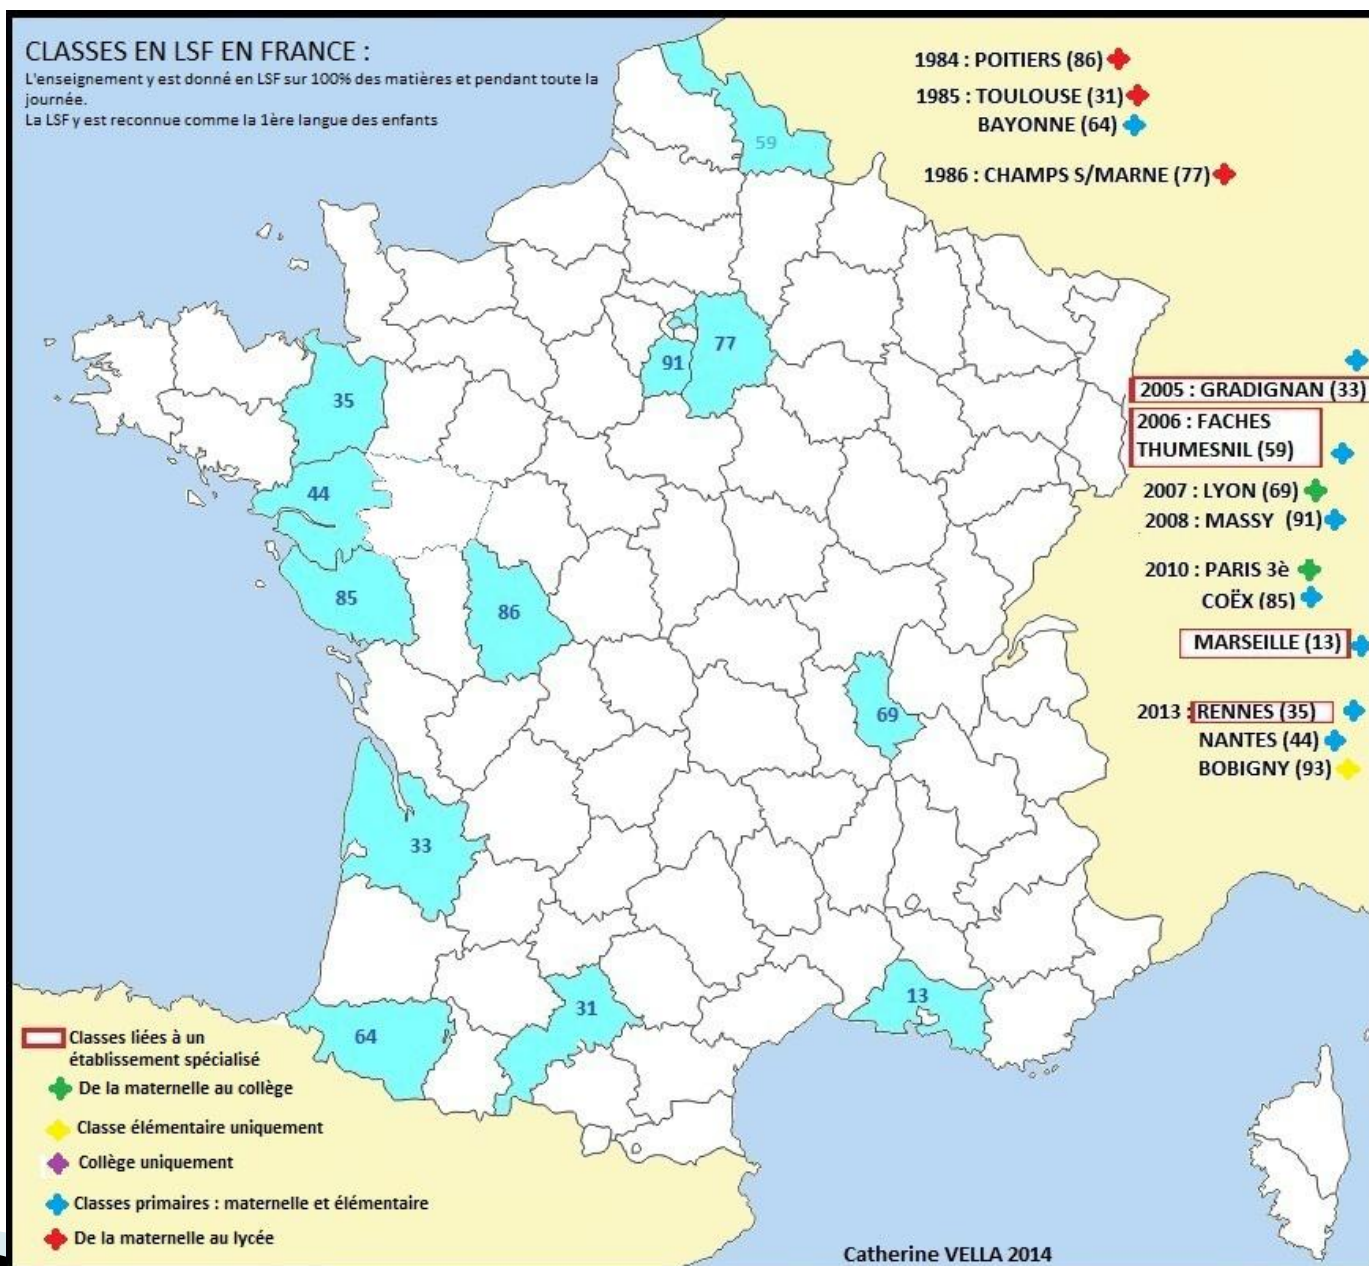 CLASSES EN LSF EN FRANCE :
L'enseignement y est donné en LSF sur 100% des matières et pendant toute la
journée.
La LSF y est reconnue comme la 1ère langue des enfants
1984 : POITIERS (86)
1985 : TOULOUSE (31)
BAYONNE (64)
1986 : CHAMPS S/MARNE (77)
2005 : GRADIGNAN (33)
2006 : FACHES
THUMESNIL (59)
2007 : LYON (69)
2008 : MASSY (91)
2010 : PARIS 3è
COËX (85)
MARSEILLE (13)
2013 : RENNES (35)
NANTES (44)
BOBIGNY (93)
59
77
91
35
44
85
86
69
33
31
13
64
Classes liées à un
établissement spécialisé
De la maternelle au collège
Classe élémentaire uniquement
Collège uniquement
Classes primaires : maternelle et élémentaire
De la maternelle au lycée
Catherine VELLA 2014